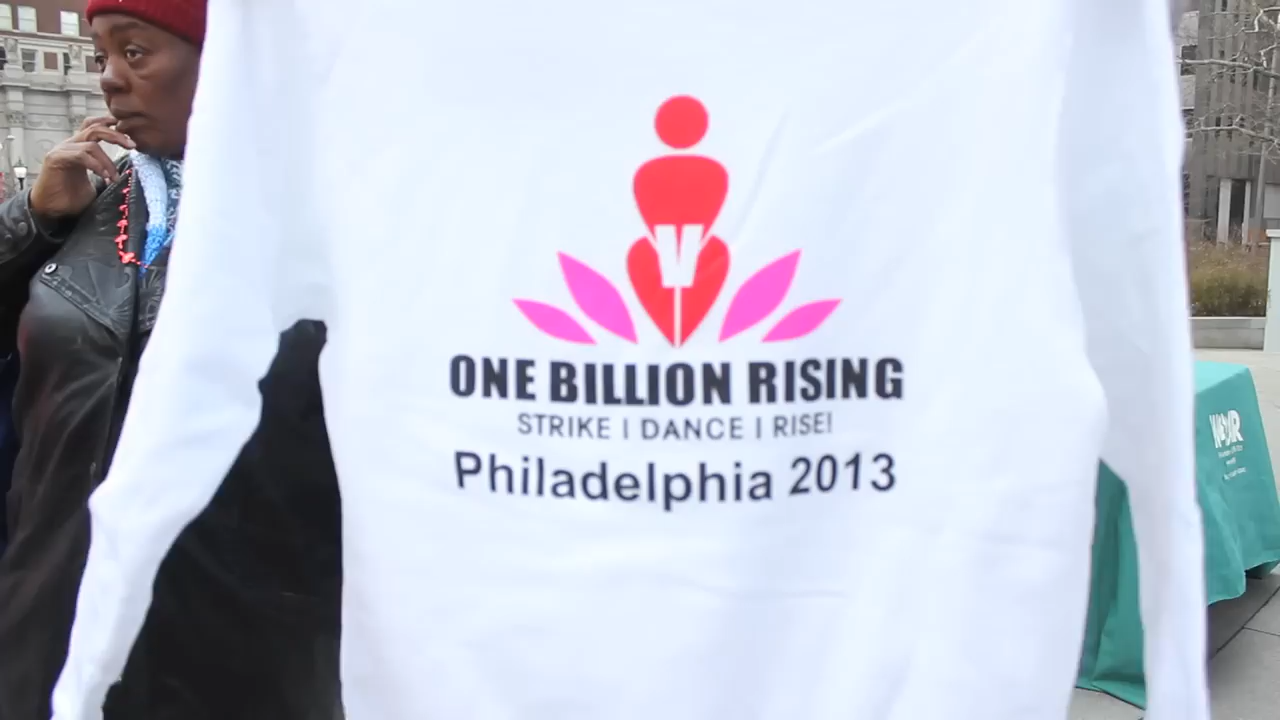 V
ONE BILLION RISING
STRIKE | DANCE | RISE!
Philadelphia 2013